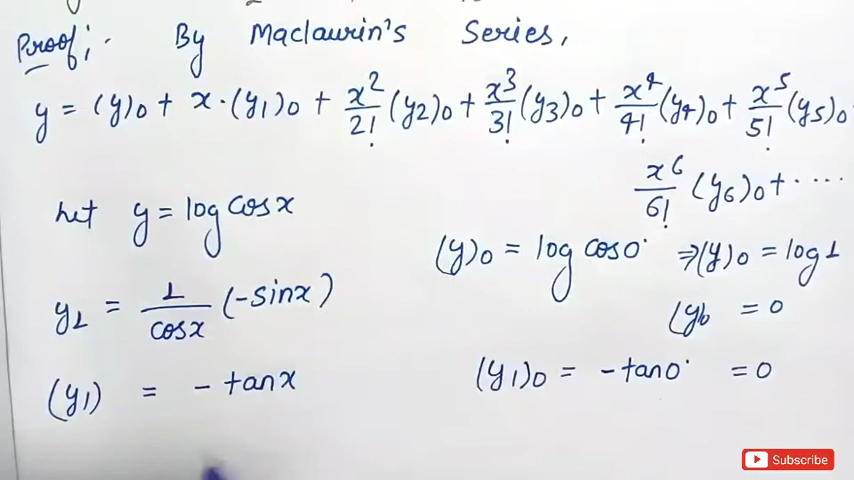 Proof:- By Maclaurin's Series,
y = (y)₀ + x·(y₁)₀ + x²/2! (y₂)₀ + x³/3! (y₃)₀ + x⁴/4! (y₄)₀ + x⁵/5! (y₅)₀
x⁶/6! (y₆)₀ + ....
Let y = log cosx
(y)₀ = log cos0° ⇒ (y)₀ = log 1
y₁ = 1/cosx (-sinx)
(y)₀ = 0
(y₁) = - tanx
(y₁)₀ = - tan0° = 0
Subscribe